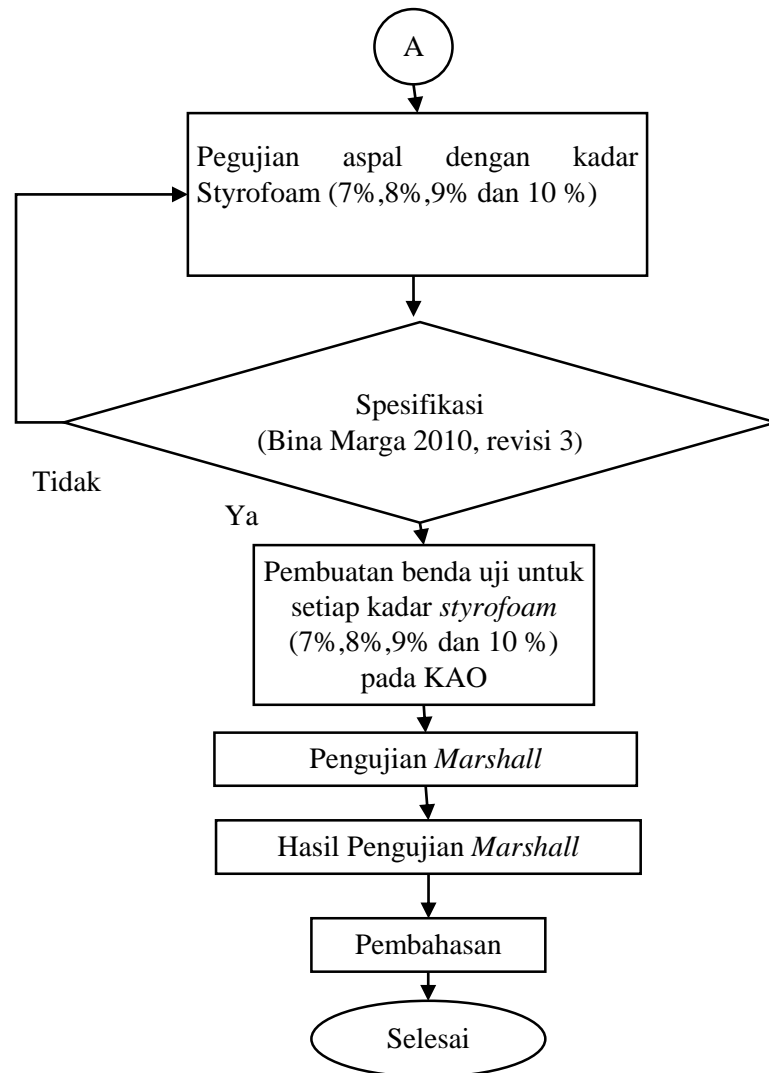 A
Pegujian aspal dengan kadar
Styrofoam (7%,8%,9% dan 10 %)
Spesifikasi
(Bina Marga 2010, revisi 3)
Tidak
Ya
Pembuatan benda uji untuk
setiap kadar styrofoam
(7%,8%,9% dan 10 %)
pada KAO
Pengujian Marshall
Hasil Pengujian Marshall
Pembahasan
Selesai